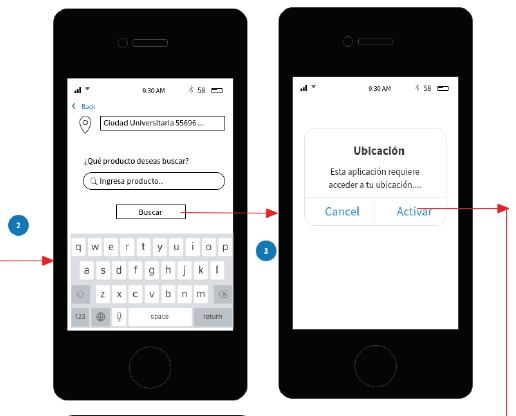 9:30 AM 58
Back
Ciudad Universitaria 55696 ...
¿Qué producto deseas buscar?
Ingresa producto..
Buscar
2
q w e r t y u i o p
a s d f g h j k l
z x c v b n m
123 space return
9:30 AM 58
Ubicación
Esta aplicación requiere
acceder a tu ubicación....
Cancel Activar
3